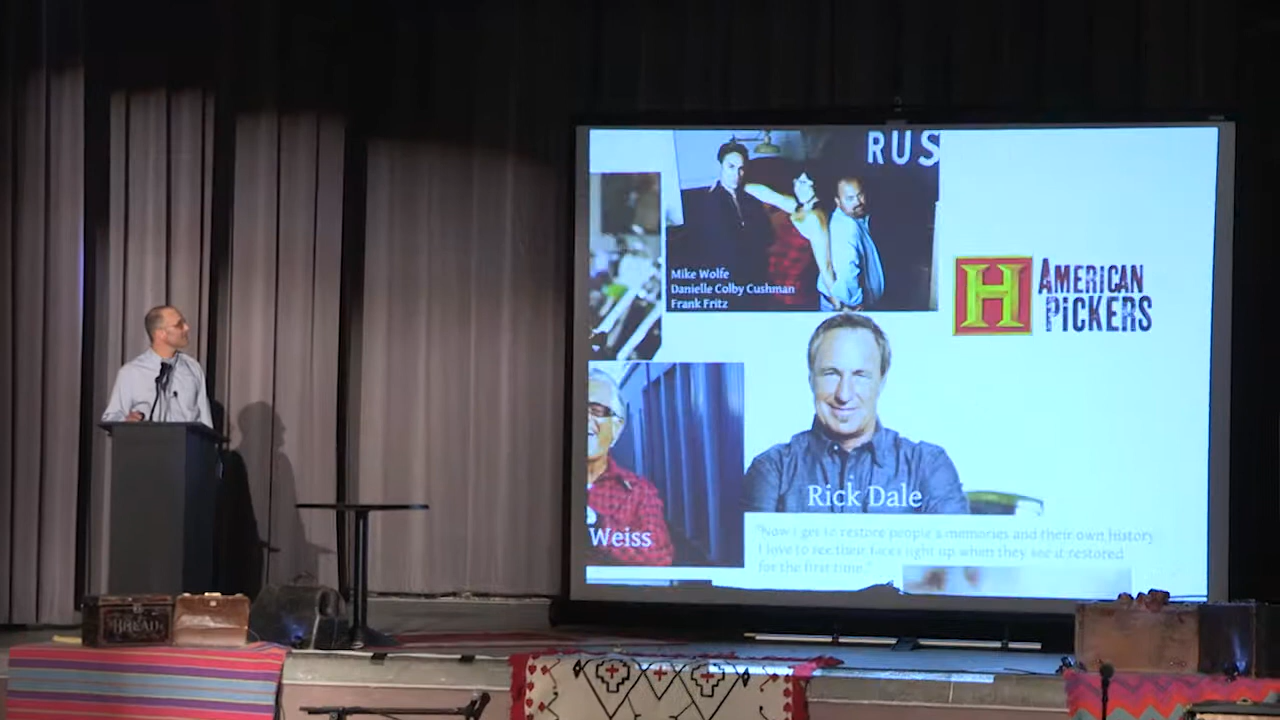 RUS
Mike Wolfe
Danielle Colby Cushman
Frank Fritz
H
AMERICAN
PiCKERS
Weiss
Rick Dale
"Now I get to restore people's memories and their own history.
I love to see their faces light up when they see it restored
for the first time."
BREAD